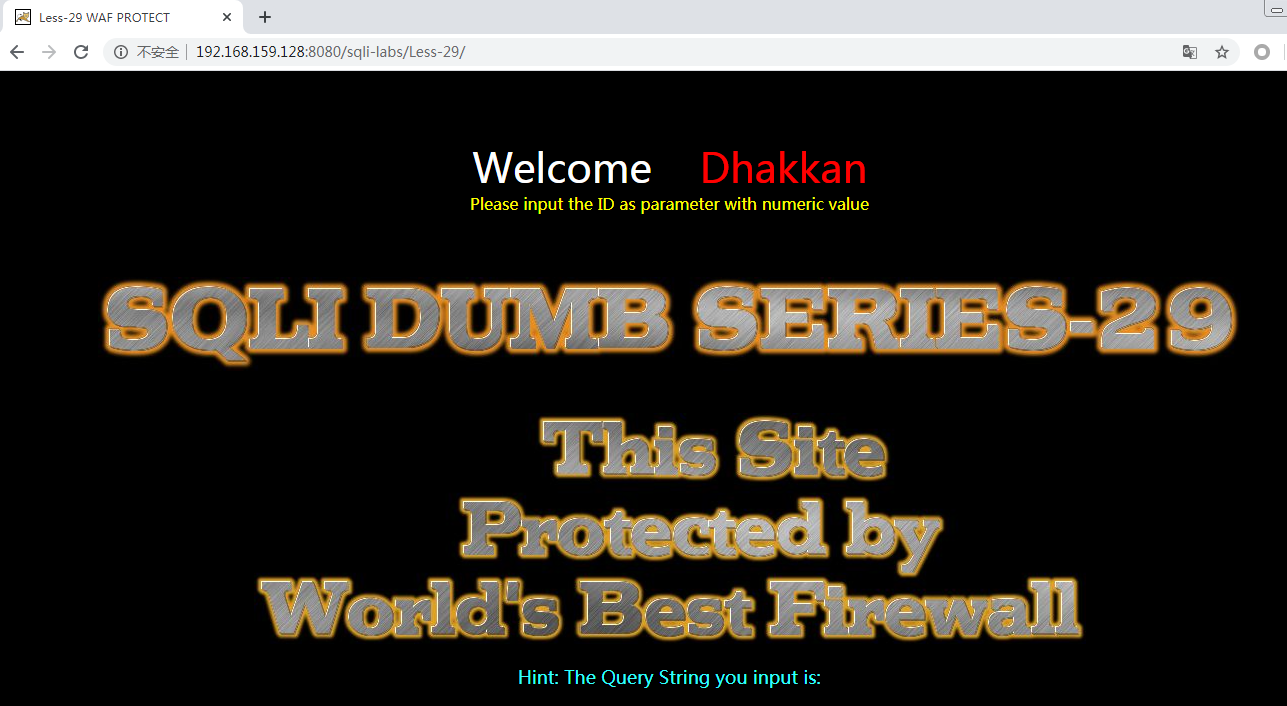 Less-29 WAF PROTECT
不安全 192.168.159.128:8080/sqli-labs/Less-29/
Welcome Dhakkan
Please input the ID as parameter with numeric value
SQLI DUMB SERIES-29
This Site
Protected by
World's Best Firewall
Hint: The Query String you input is: